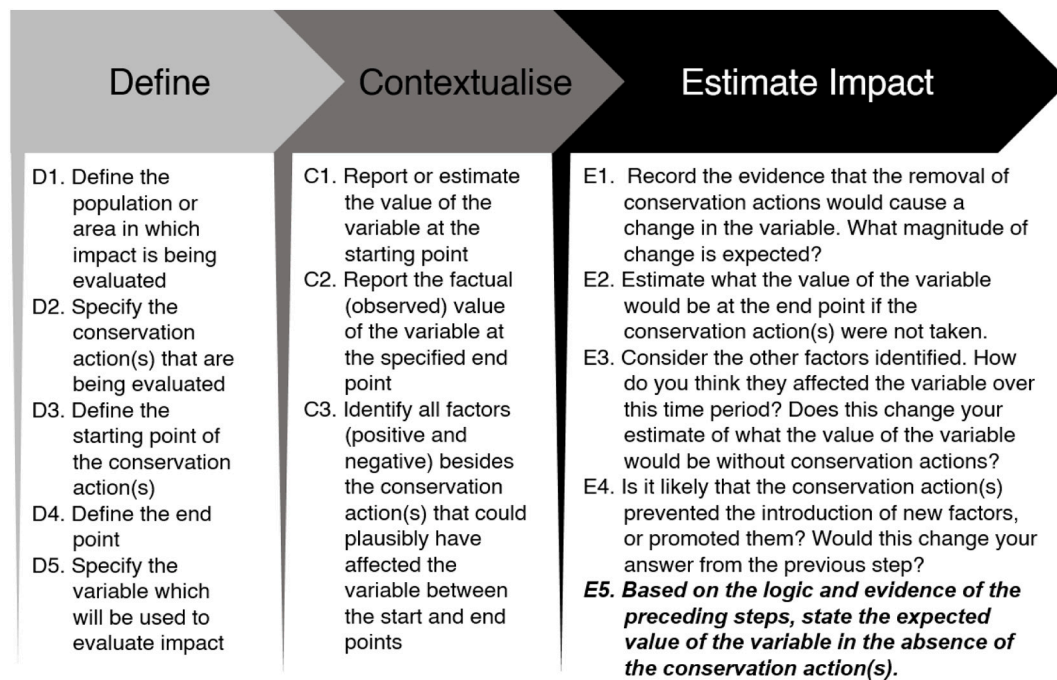 Define
Contextualise
Estimate Impact
D1. Define the
population or
area in which
impact is being
evaluated
D2. Specify the
conservation
action(s) that are
being evaluated
D3. Define the
starting point of
the conservation
action(s)
D4. Define the end
point
D5. Specify the
variable which
will be used to
evaluate impact
C1. Report or estimate
the value of the
variable at the
starting point
C2. Report the factual
(observed) value
of the variable at
the specified end
point
C3. Identify all factors
(positive and
negative) besides
the conservation
action(s) that could
plausibly have
affected the
variable between
the start and end
points
E1. Record the evidence that the removal of
conservation actions would cause a
change in the variable. What magnitude of
change is expected?
E2. Estimate what the value of the variable
would be at the end point if the
conservation action(s) were not taken.
E3. Consider the other factors identified. How
do you think they affected the variable over
this time period? Does this change your
estimate of what the value of the variable
would be without conservation actions?
E4. Is it likely that the conservation action(s)
prevented the introduction of new factors,
or promoted them? Would this change your
answer from the previous step?
E5. Based on the logic and evidence of the
preceding steps, state the expected
value of the variable in the absence of
the conservation action(s).